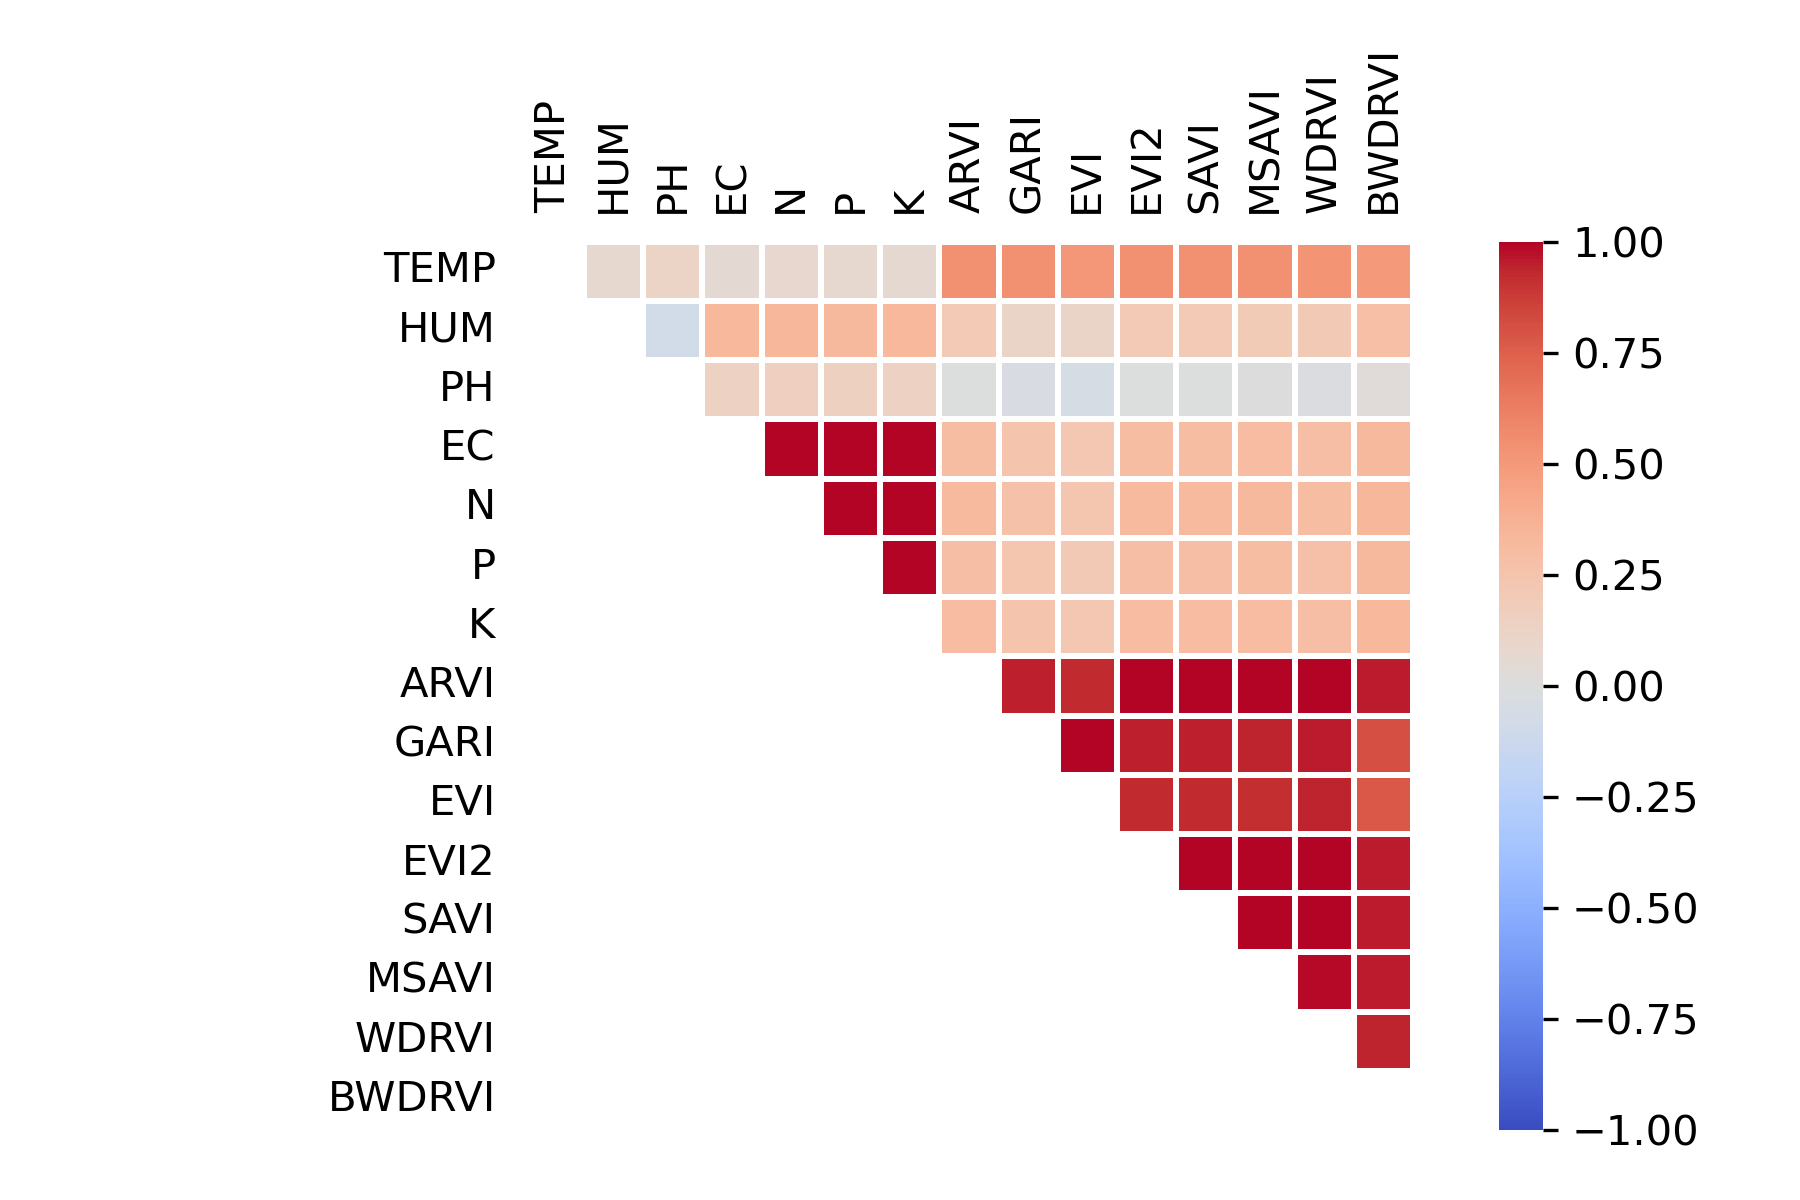 TEMP HUM PH EC N P K ARVI GARI EVI EVI2 SAVI MSAVI WDRVI BWDRVI
TEMP
HUM
PH
EC
N
P
K
ARVI
GARI
EVI
EVI2
SAVI
MSAVI
WDRVI
BWDRVI
1.00
0.75
0.50
0.25
0.00
−0.25
−0.50
−0.75
−1.00